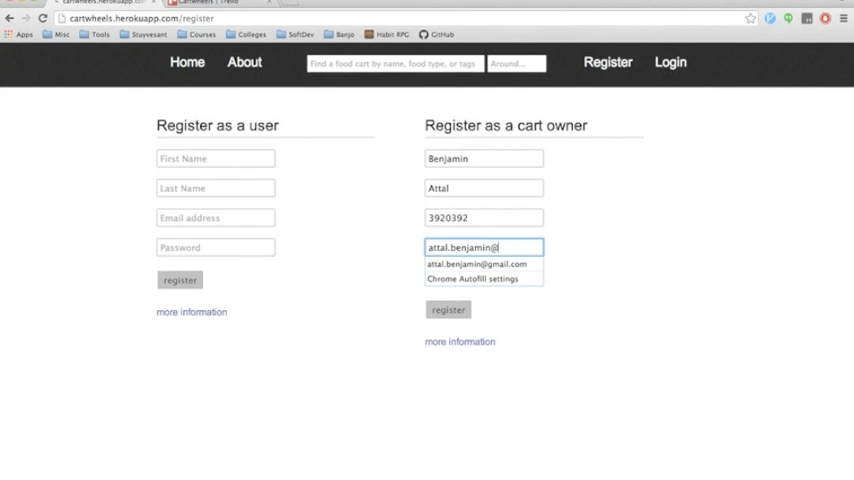 Cartwheels | Trello
cartwheels.herokuapp.com/register
Apps Misc Tools Stuyvesant Courses Colleges SoftDev Banjo Habit RPG GitHub
Home About Find a food cart by name, food type, or tags Around... Register Login
Register as a user
First Name
Last Name
Email address
Password
register
more information
Register as a cart owner
Benjamin
Attal
3920392
attal.benjamin@
attal.benjamin@gmail.com
Chrome Autofill settings
register
more information